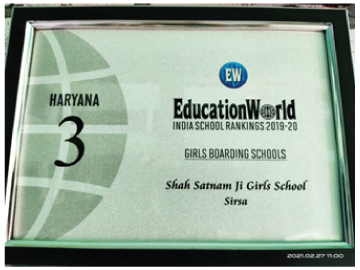 EW
HARYANA
3
EducationWorld
INDIA SCHOOL RANKINGS 2019-20
GIRLS BOARDING SCHOOLS
Shah Satnam Ji Girls School
Sirsa
2021.02.27 11:00